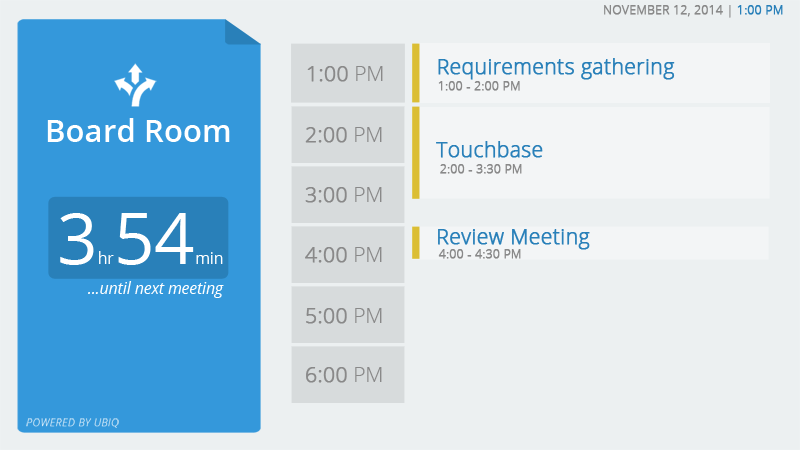 NOVEMBER 12, 2014 | 1:00 PM
Board Room
3 hr 54 min
...until next meeting
POWERED BY UBIQ
1:00 PM
Requirements gathering
1:00 - 2:00 PM
2:00 PM
Touchbase
2:00 - 3:30 PM
3:00 PM
4:00 PM
Review Meeting
4:00 - 4:30 PM
5:00 PM
6:00 PM